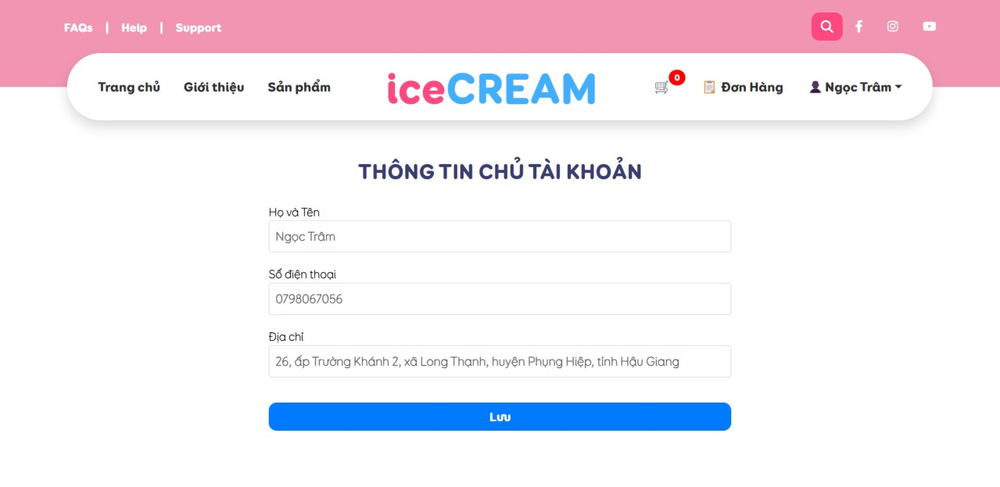 FAQs | Help | Support
Trang chủ Giới thiệu Sản phẩm iceCREAM 0 Đơn Hàng Ngọc Trâm
THÔNG TIN CHỦ TÀI KHOẢN
Họ và Tên
Ngọc Trâm
Số điện thoại
0798067056
Địa chỉ
26, ấp Trường Khánh 2, xã Long Thạnh, huyện Phụng Hiệp, tỉnh Hậu Giang
Lưu